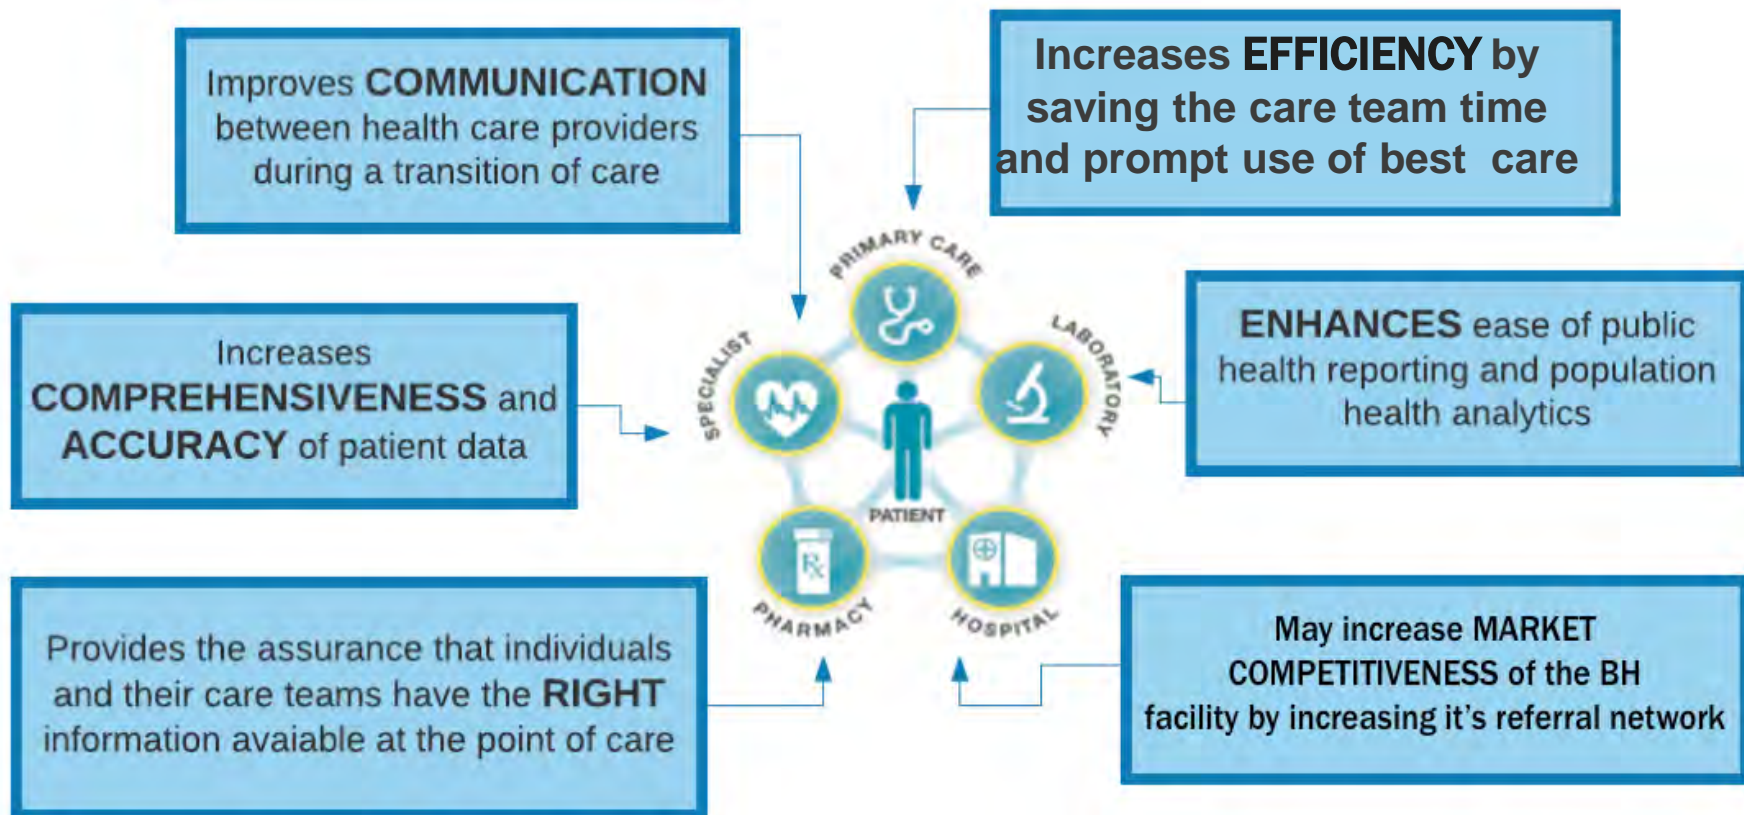 Improves COMMUNICATION
between health care providers
during a transition of care
Increases EFFICIENCY by
saving the care team time
and prompt use of best care
Increases
COMPREHENSIVENESS and
ACCURACY of patient data
PRIMARY CARE
SPECIALIST
LABORATORY
PATIENT
Rx
PHARMACY
HOSPITAL
ENHANCES ease of public
health reporting and population
health analytics
Provides the assurance that individuals
and their care teams have the RIGHT
information avaiable at the point of care
May increase MARKET
COMPETITIVENESS of the BH
facility by increasing it's referral network